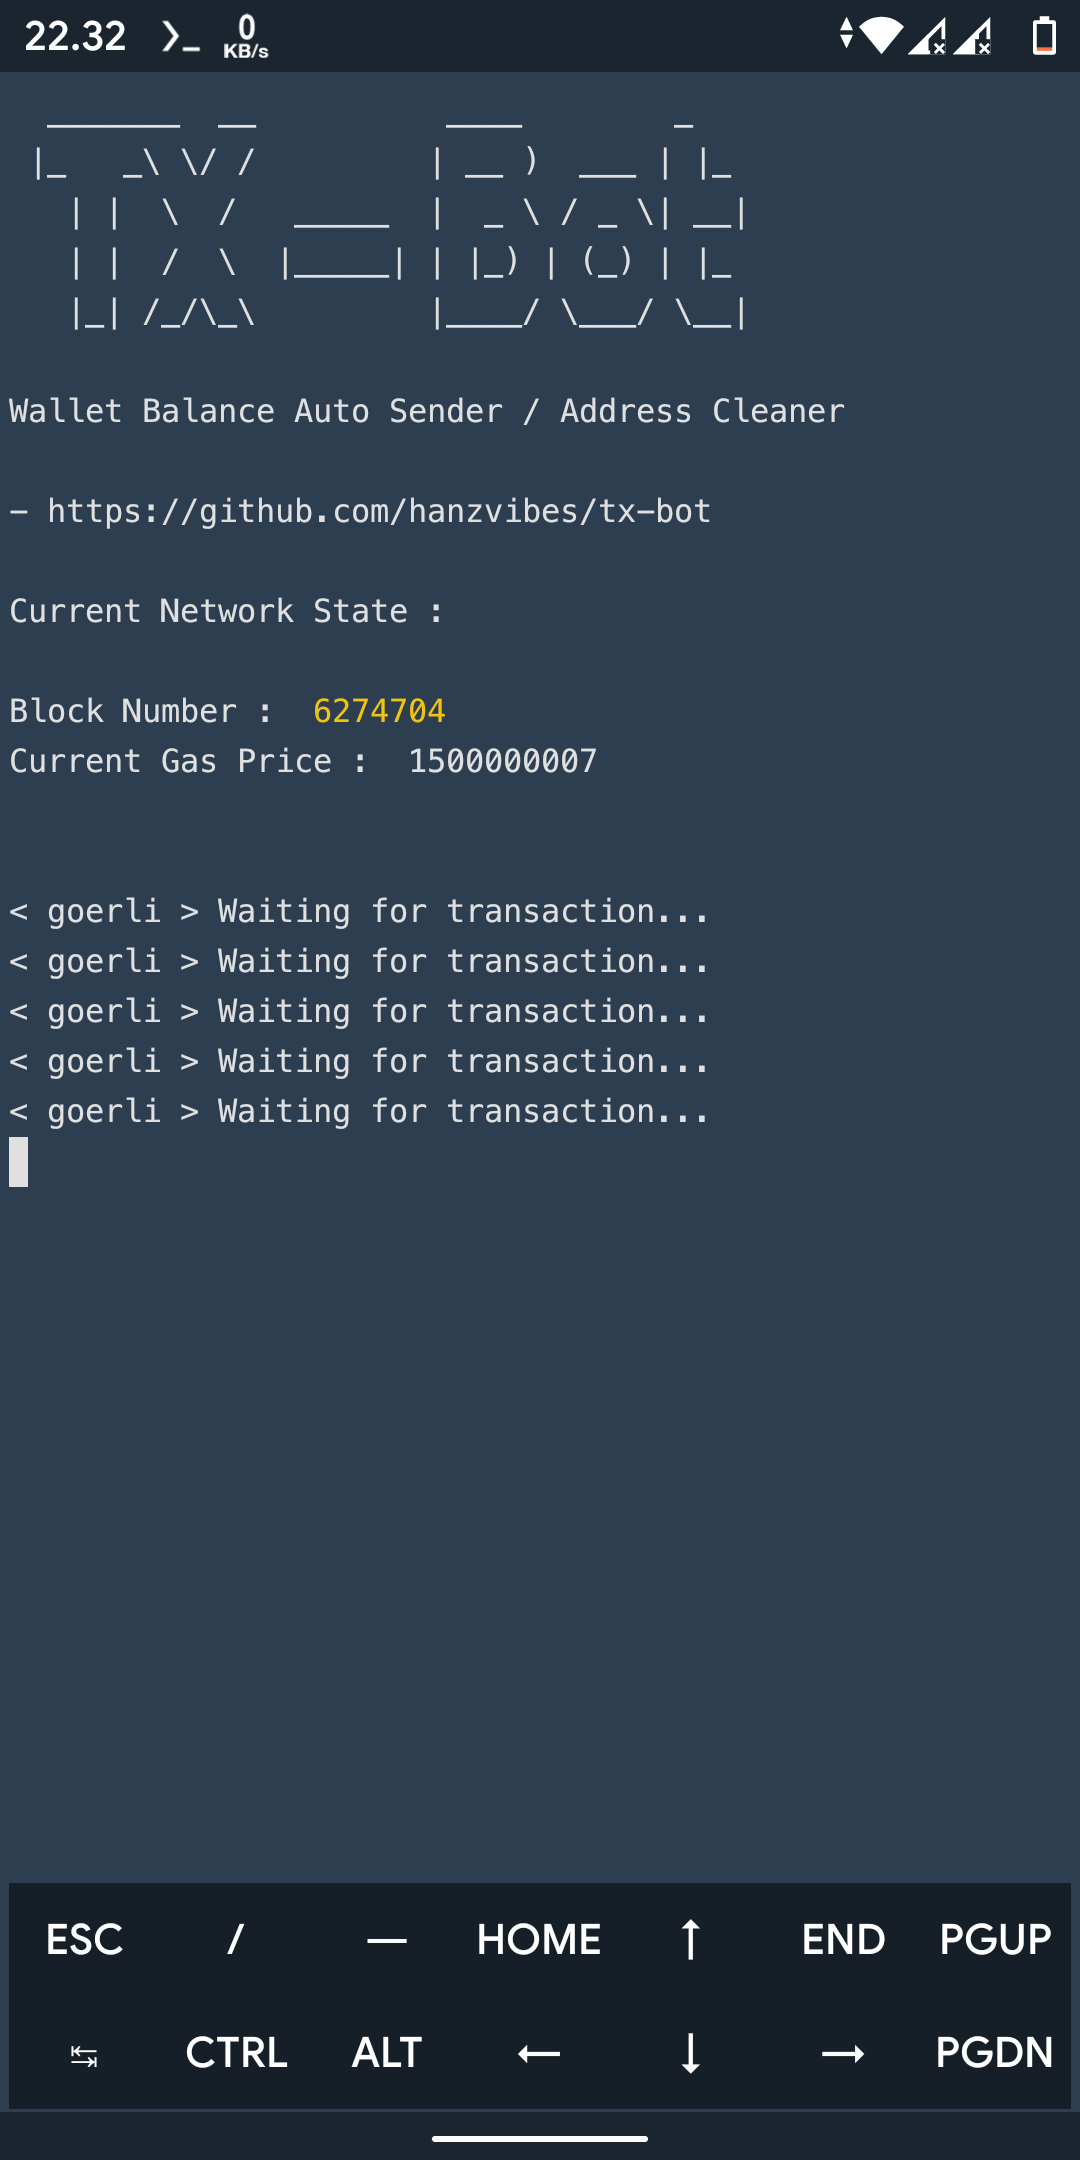 22.32 >_ 0 KB/s
  _______  __          ____        _
 |_   _\ \/ /         | __ )  ___ | |_
   | |  \  /   _____  |  _ \ / _ \| __|
   | |  /  \  |_____| | |_) | (_) | |_
   |_| /_/\_\         |____/ \___/ \__|
Wallet Balance Auto Sender / Address Cleaner
- https://github.com/hanzvibes/tx-bot
Current Network State :
Block Number :  6274704
Current Gas Price :  1500000007
< goerli > Waiting for transaction...
< goerli > Waiting for transaction...
< goerli > Waiting for transaction...
< goerli > Waiting for transaction...
< goerli > Waiting for transaction...
ESC / — HOME ↑ END PGUP
↹ CTRL ALT ← ↓ → PGDN